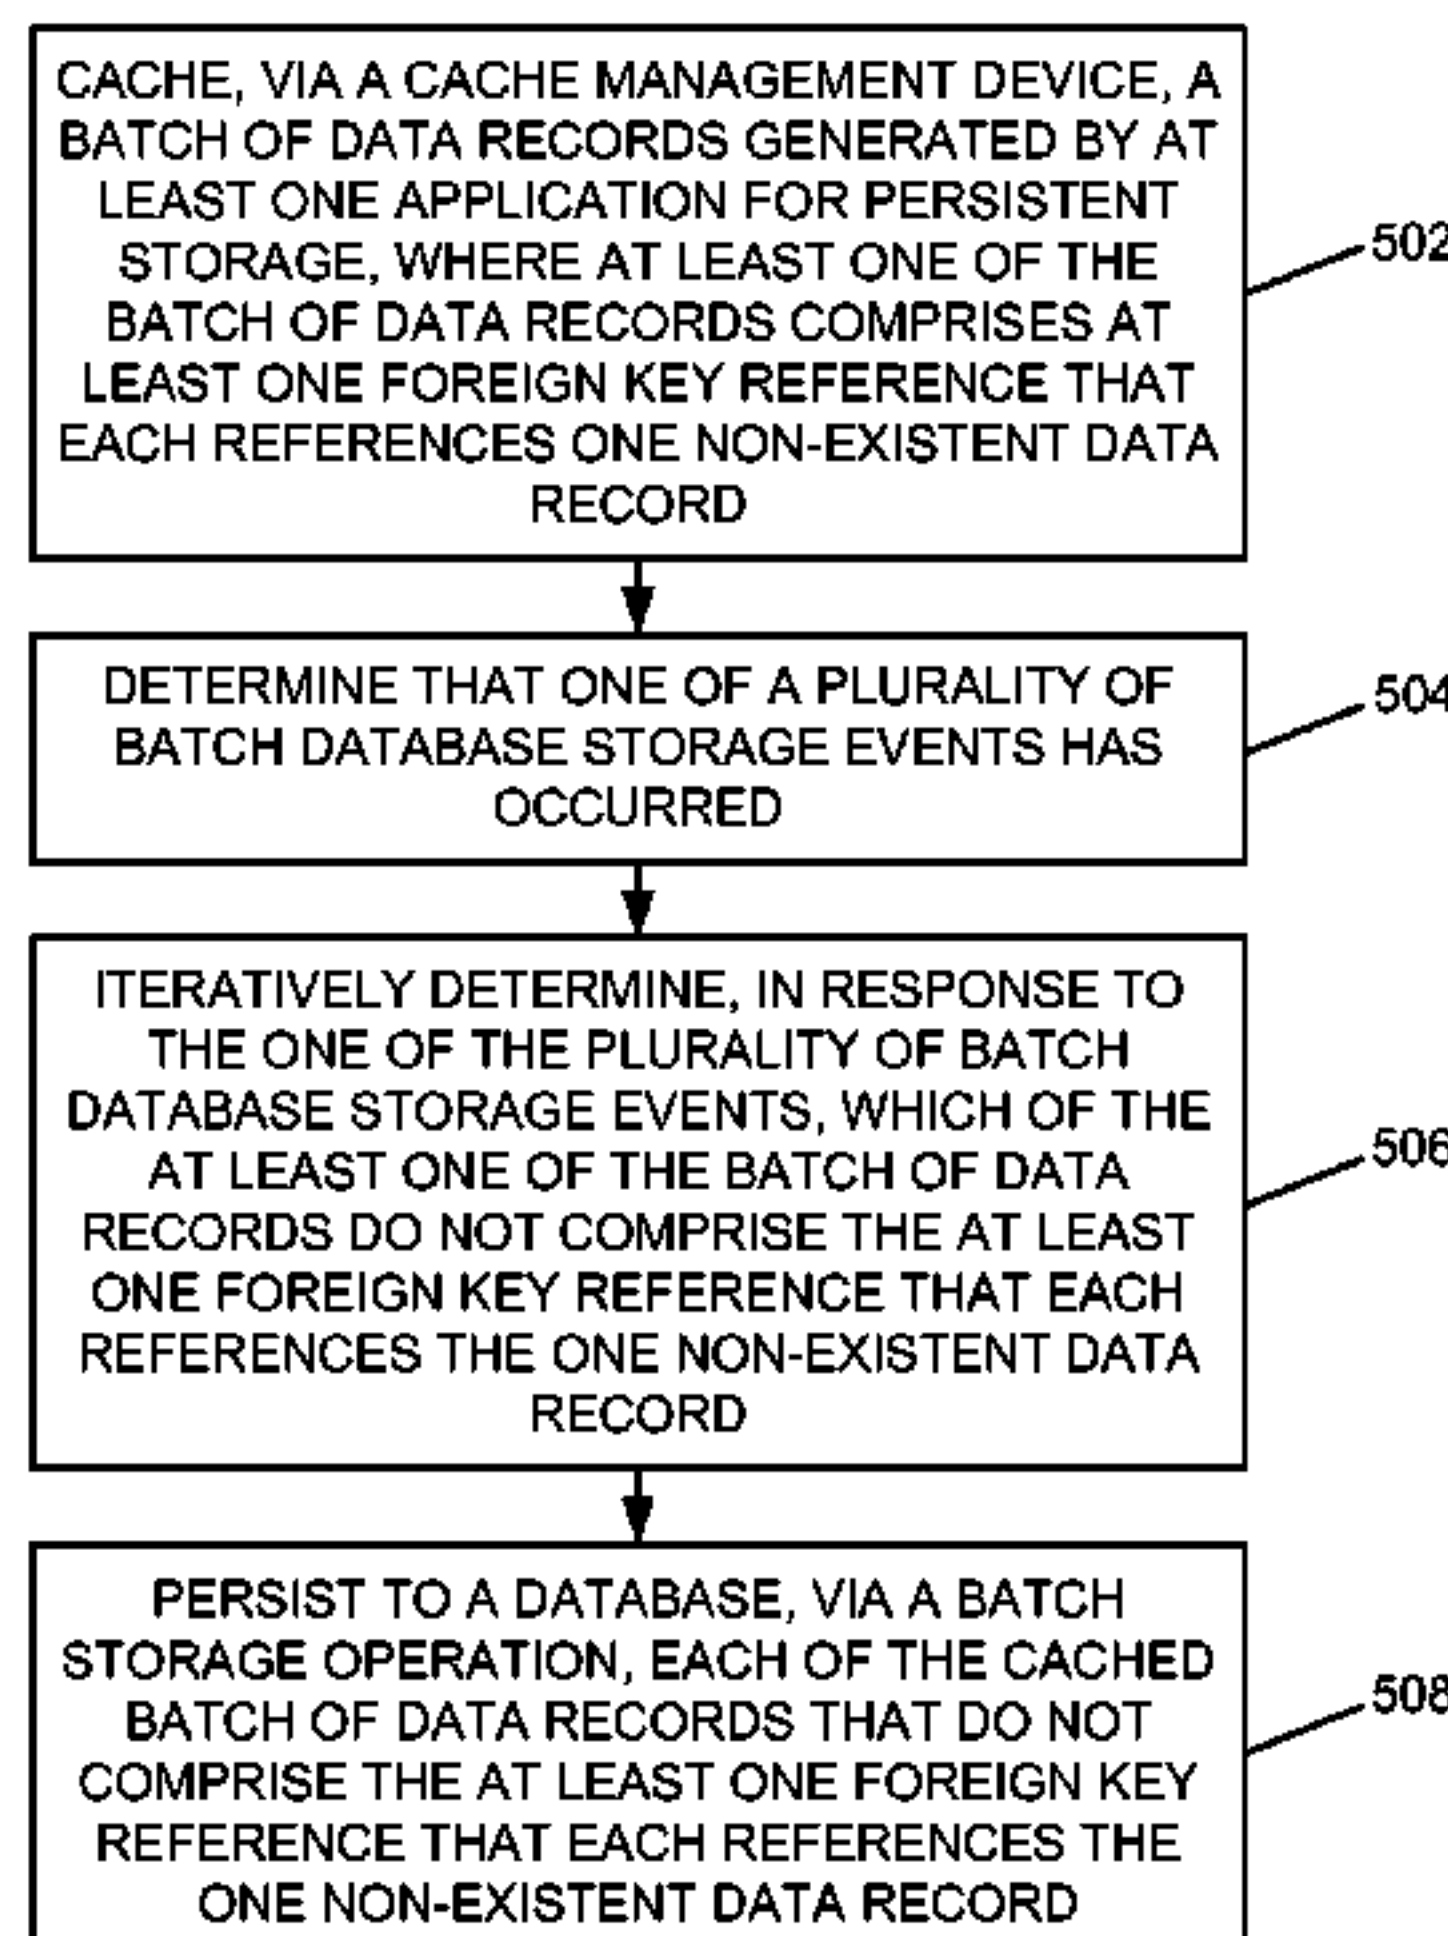 CACHE, VIA A CACHE MANAGEMENT DEVICE, A
BATCH OF DATA RECORDS GENERATED BY AT
LEAST ONE APPLICATION FOR PERSISTENT
STORAGE, WHERE AT LEAST ONE OF THE
BATCH OF DATA RECORDS COMPRISES AT
LEAST ONE FOREIGN KEY REFERENCE THAT
EACH REFERENCES ONE NON-EXISTENT DATA
RECORD
502
DETERMINE THAT ONE OF A PLURALITY OF
BATCH DATABASE STORAGE EVENTS HAS
OCCURRED
504
ITERATIVELY DETERMINE, IN RESPONSE TO
THE ONE OF THE PLURALITY OF BATCH
DATABASE STORAGE EVENTS, WHICH OF THE
AT LEAST ONE OF THE BATCH OF DATA
RECORDS DO NOT COMPRISE THE AT LEAST
ONE FOREIGN KEY REFERENCE THAT EACH
REFERENCES THE ONE NON-EXISTENT DATA
RECORD
506
PERSIST TO A DATABASE, VIA A BATCH
STORAGE OPERATION, EACH OF THE CACHED
BATCH OF DATA RECORDS THAT DO NOT
COMPRISE THE AT LEAST ONE FOREIGN KEY
REFERENCE THAT EACH REFERENCES THE
ONE NON-EXISTENT DATA RECORD
508